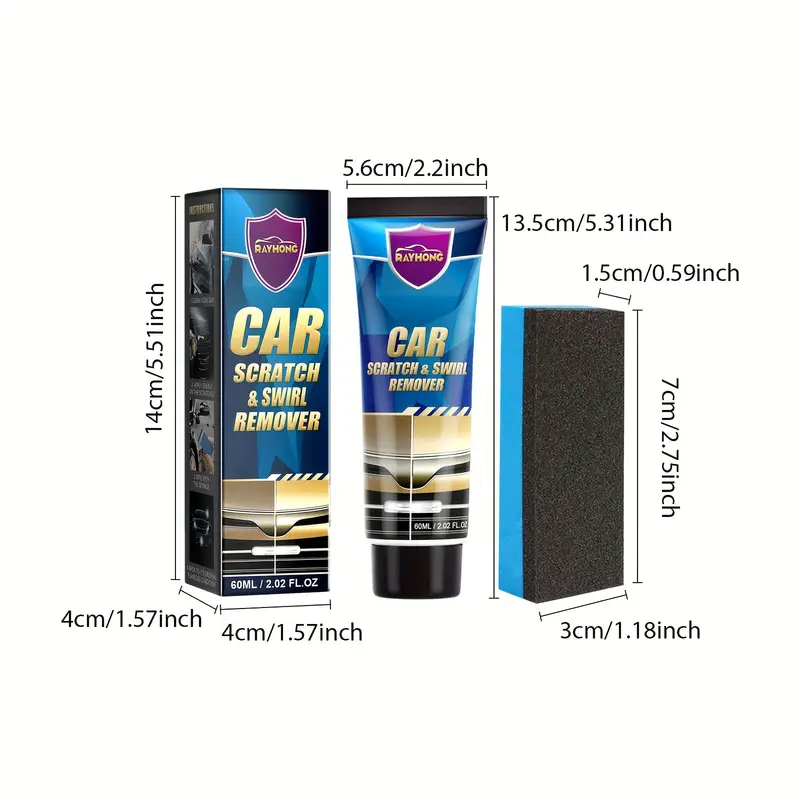 5.6cm/2.2inch
13.5cm/5.31inch
1.5cm/0.59inch
14cm/5.51inch
7cm/2.75inch
4cm/1.57inch
4cm/1.57inch
3cm/1.18inch
INSTRUCTIONS
RAYHONG
CAR
SCRATCH
& SWIRL
REMOVER
60ML / 2.02 FL.OZ
RAYHONG
CAR
SCRATCH & SWIRL
REMOVER
60ML / 2.02 FL.OZ